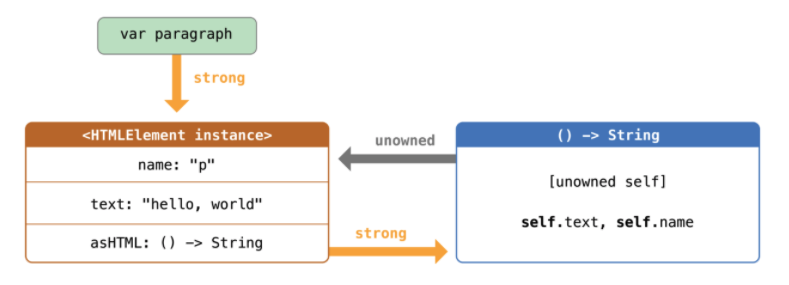 var paragraph
strong
<HTMLElement instance>
name: "p"
text: "hello, world"
asHTML: () -> String
unowned
strong
() -> String
[unowned self]
self.text, self.name